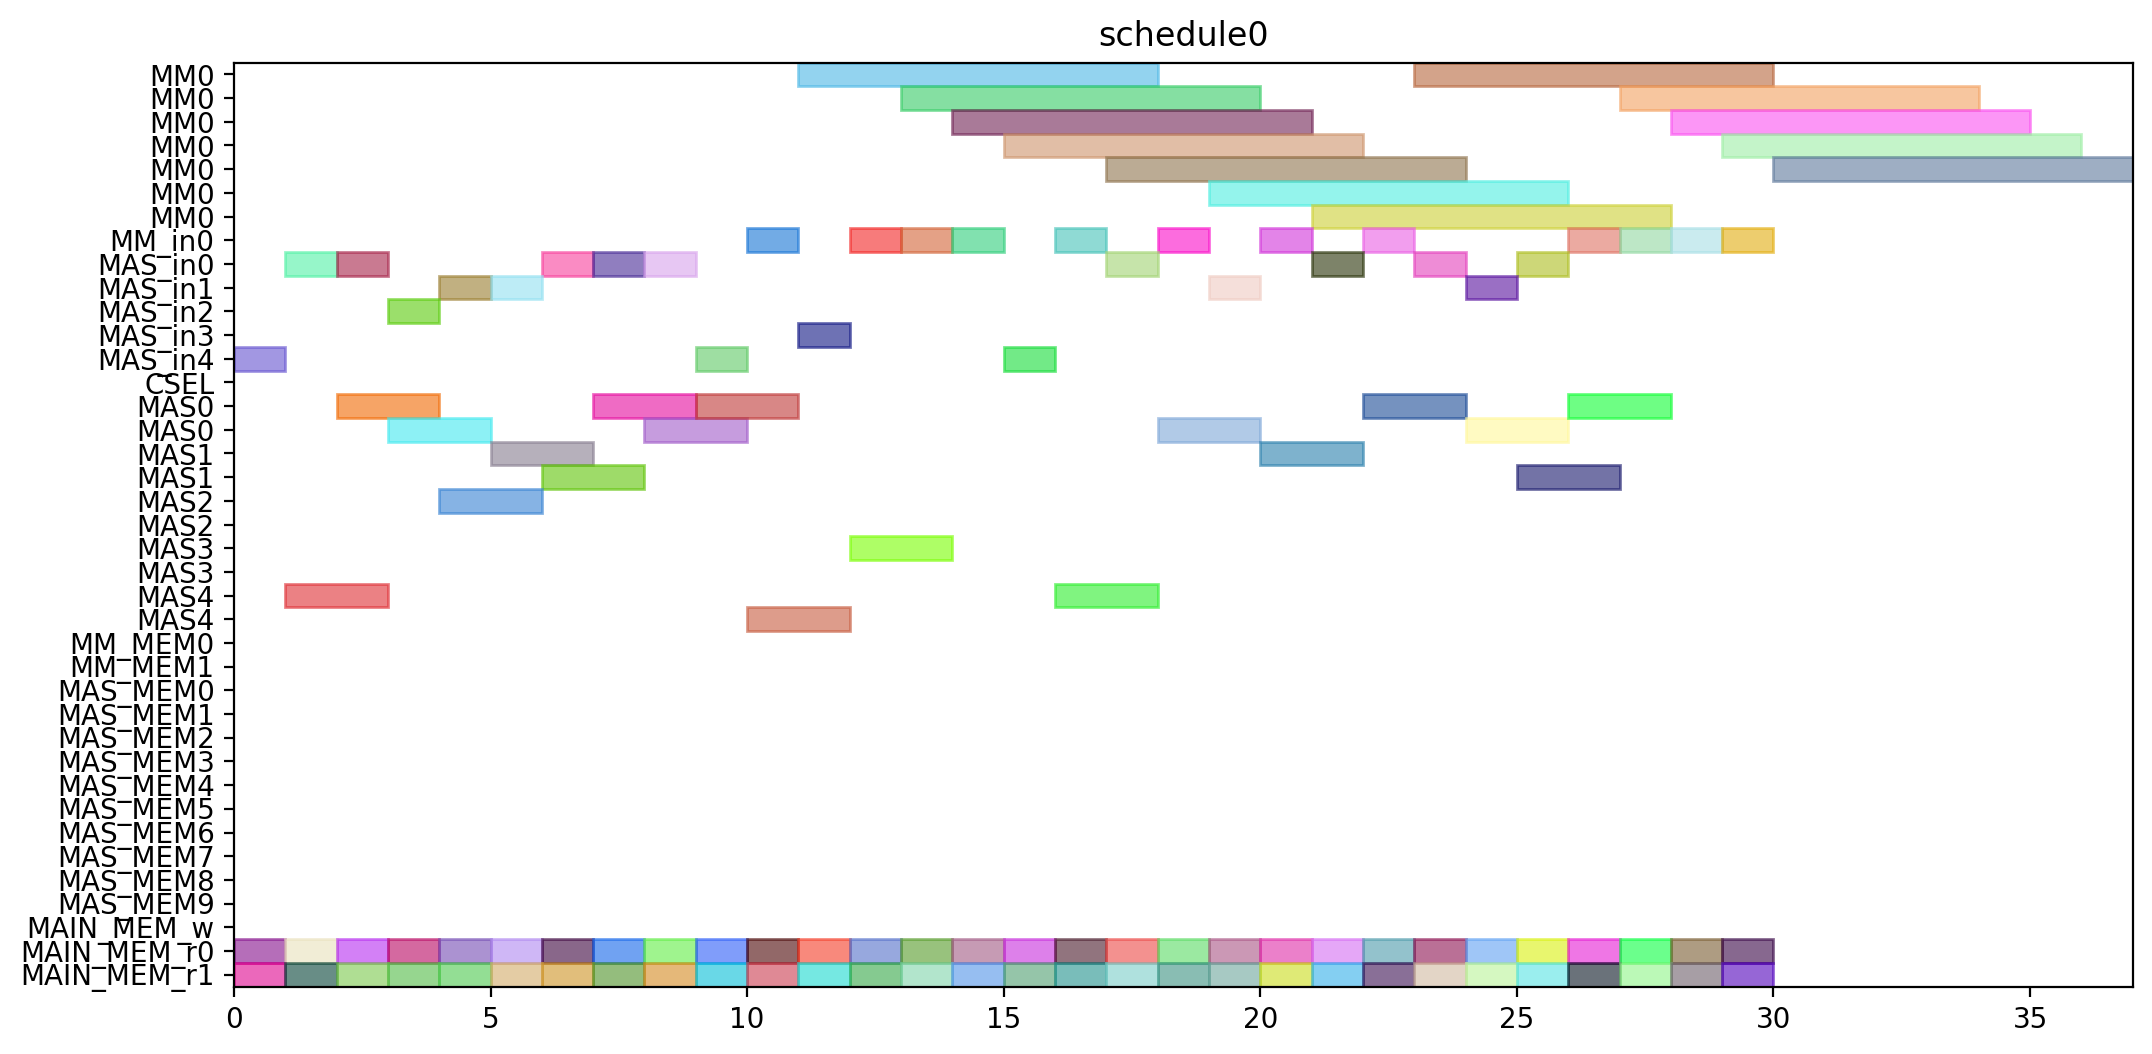 schedule0
MM0
MM0
MM0
MM0
MM0
MM0
MM0
MM_in0
MAS_in0
MAS_in1
MAS_in2
MAS_in3
MAS_in4
CSEL
MAS0
MAS0
MAS1
MAS1
MAS2
MAS2
MAS3
MAS3
MAS4
MAS4
MM_MEM0
MM_MEM1
MAS_MEM0
MAS_MEM1
MAS_MEM2
MAS_MEM3
MAS_MEM4
MAS_MEM5
MAS_MEM6
MAS_MEM7
MAS_MEM8
MAS_MEM9
MAIN_MEM_w
MAIN_MEM_r0
MAIN_MEM_r1
0 5 10 15 20 25 30 35